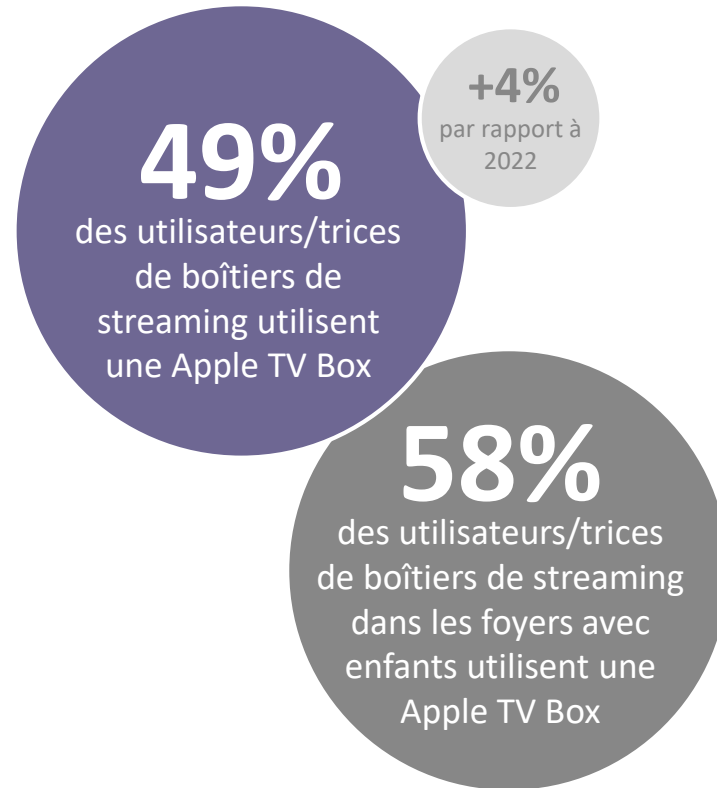 49%
des utilisateurs/trices
de boîtiers de
streaming utilisent
une Apple TV Box
+4%
par rapport à
2022
58%
des utilisateurs/trices
de boîtiers de streaming
dans les foyers avec
enfants utilisent une
Apple TV Box